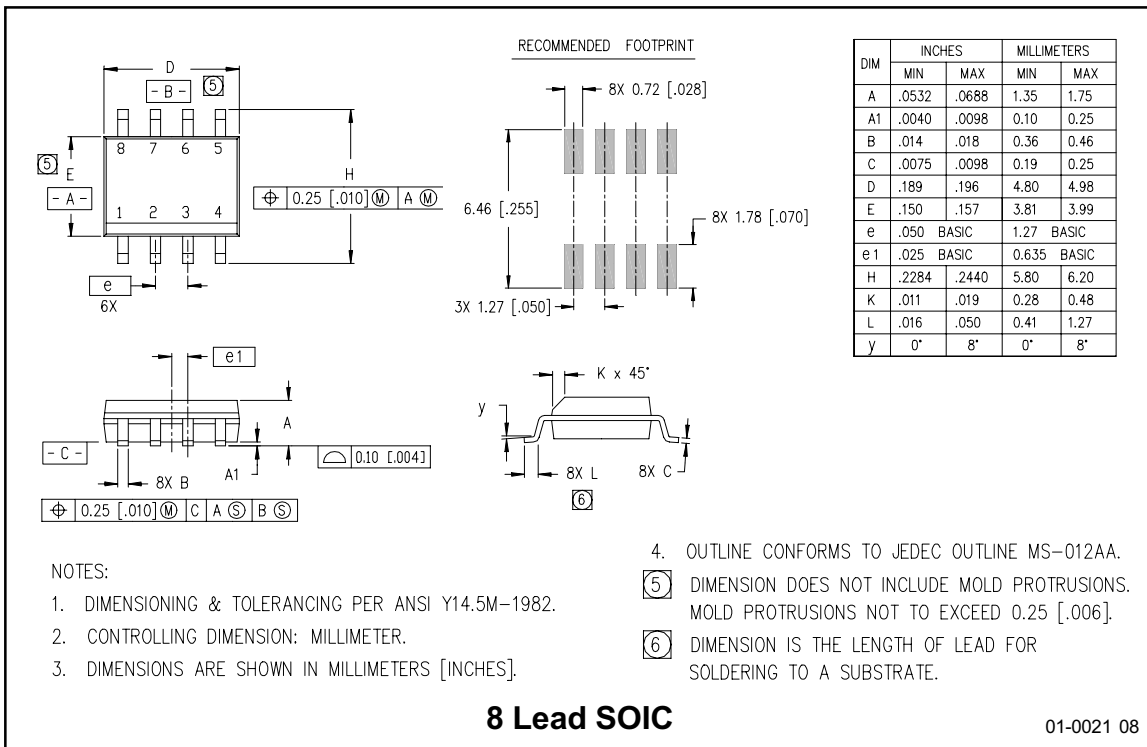 RECOMMENDED FOOTPRINT
D
- B -
5
8 7 6 5
5
E
- A -
1 2 3 4
H
⌖ 0.25 [.010] Ⓜ A Ⓜ
e
6X
8X 0.72 [.028]
6.46 [.255]
8X 1.78 [.070]
3X 1.27 [.050]
DIM INCHES MILLIMETERS
MIN MAX MIN MAX
A .0532 .0688 1.35 1.75
A1 .0040 .0098 0.10 0.25
B .014 .018 0.36 0.46
C .0075 .0098 0.19 0.25
D .189 .196 4.80 4.98
E .150 .157 3.81 3.99
e .050 BASIC 1.27 BASIC
e1 .025 BASIC 0.635 BASIC
H .2284 .2440 5.80 6.20
K .011 .019 0.28 0.48
L .016 .050 0.41 1.27
y 0° 8° 0° 8°
e1
A
- C -
A1
8X B
⌓ 0.10 [.004]
⌖ 0.25 [.010] Ⓜ C A Ⓢ B Ⓢ
K x 45°
y
8X L
6
8X C
NOTES:
1. DIMENSIONING & TOLERANCING PER ANSI Y14.5M-1982.
2. CONTROLLING DIMENSION: MILLIMETER.
3. DIMENSIONS ARE SHOWN IN MILLIMETERS [INCHES].
4. OUTLINE CONFORMS TO JEDEC OUTLINE MS-012AA.
5 DIMENSION DOES NOT INCLUDE MOLD PROTRUSIONS.
MOLD PROTRUSIONS NOT TO EXCEED 0.25 [.006].
6 DIMENSION IS THE LENGTH OF LEAD FOR
SOLDERING TO A SUBSTRATE.
8 Lead SOIC
01-0021 08